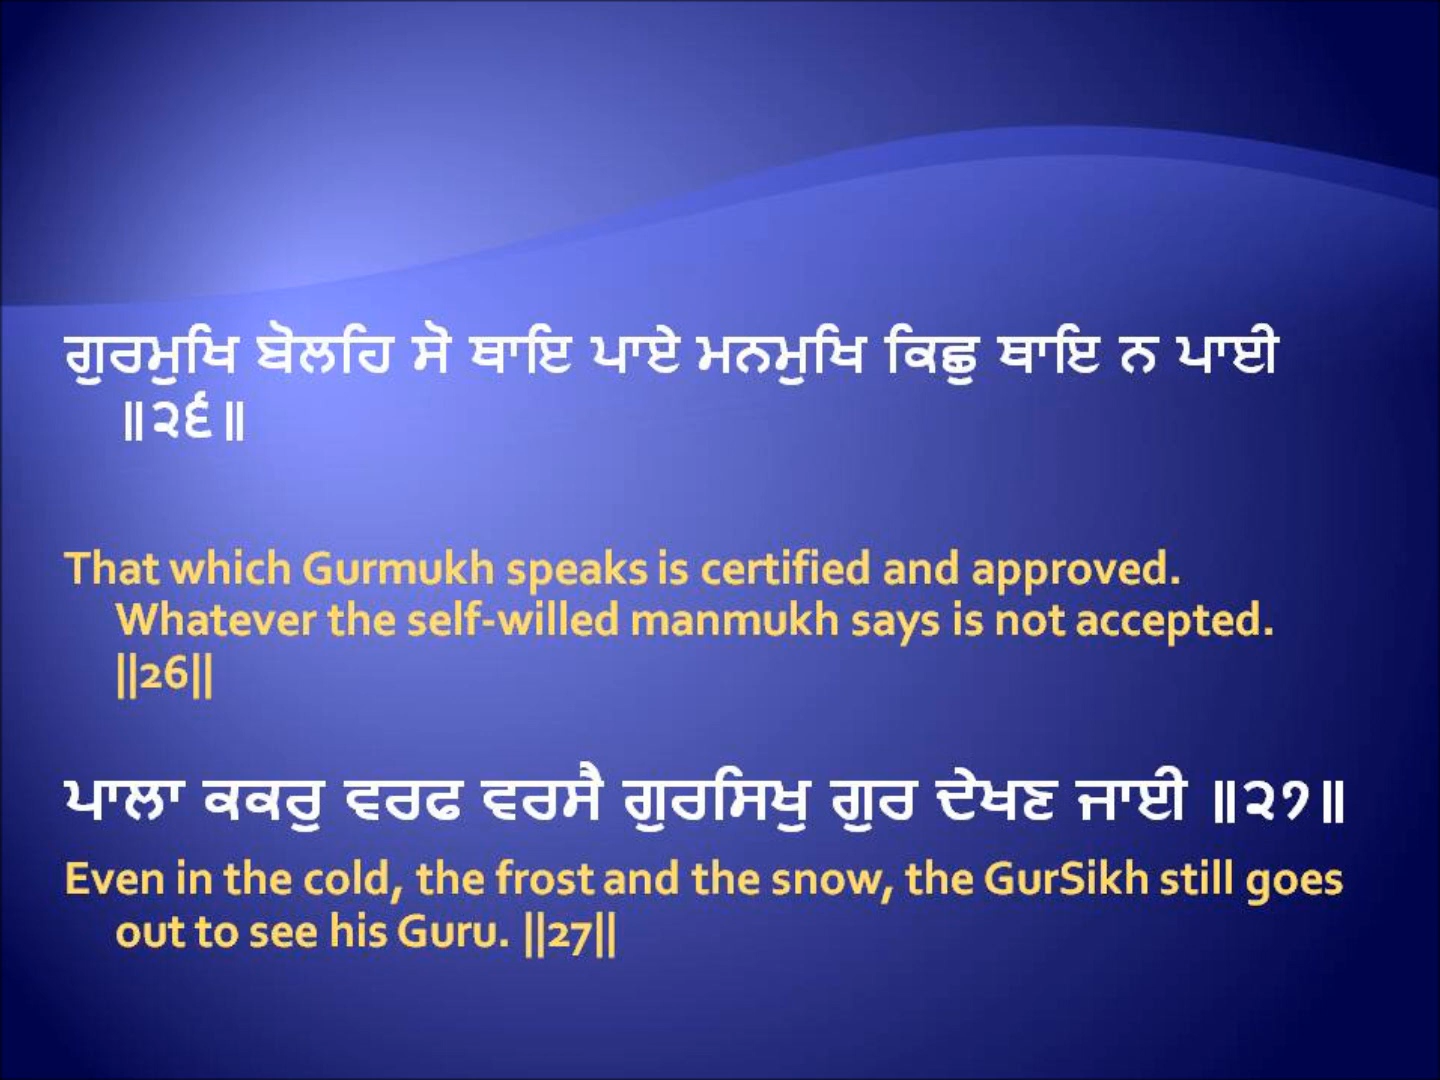 ਗੁਰਮੁਖਿ ਬੋਲਹਿ ਸੋ ਥਾਇ ਪਾਏ ਮਨਮੁਖਿ ਕਿਛੁ ਥਾਇ ਨ ਪਾਈ
॥੨੬॥
That which Gurmukh speaks is certified and approved.
Whatever the self-willed manmukh says is not accepted.
||26||
ਪਾਲਾ ਕਕਰੁ ਵਰਫ ਵਰਸੈ ਗੁਰਸਿਖੁ ਗੁਰ ਦੇਖਣ ਜਾਈ ॥੨੭॥
Even in the cold, the frost and the snow, the GurSikh still goes
out to see his Guru. ||27||